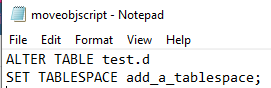 moveobjscript - Notepad
File Edit Format View Help
ALTER TABLE test.d
SET TABLESPACE add_a_tablespace;